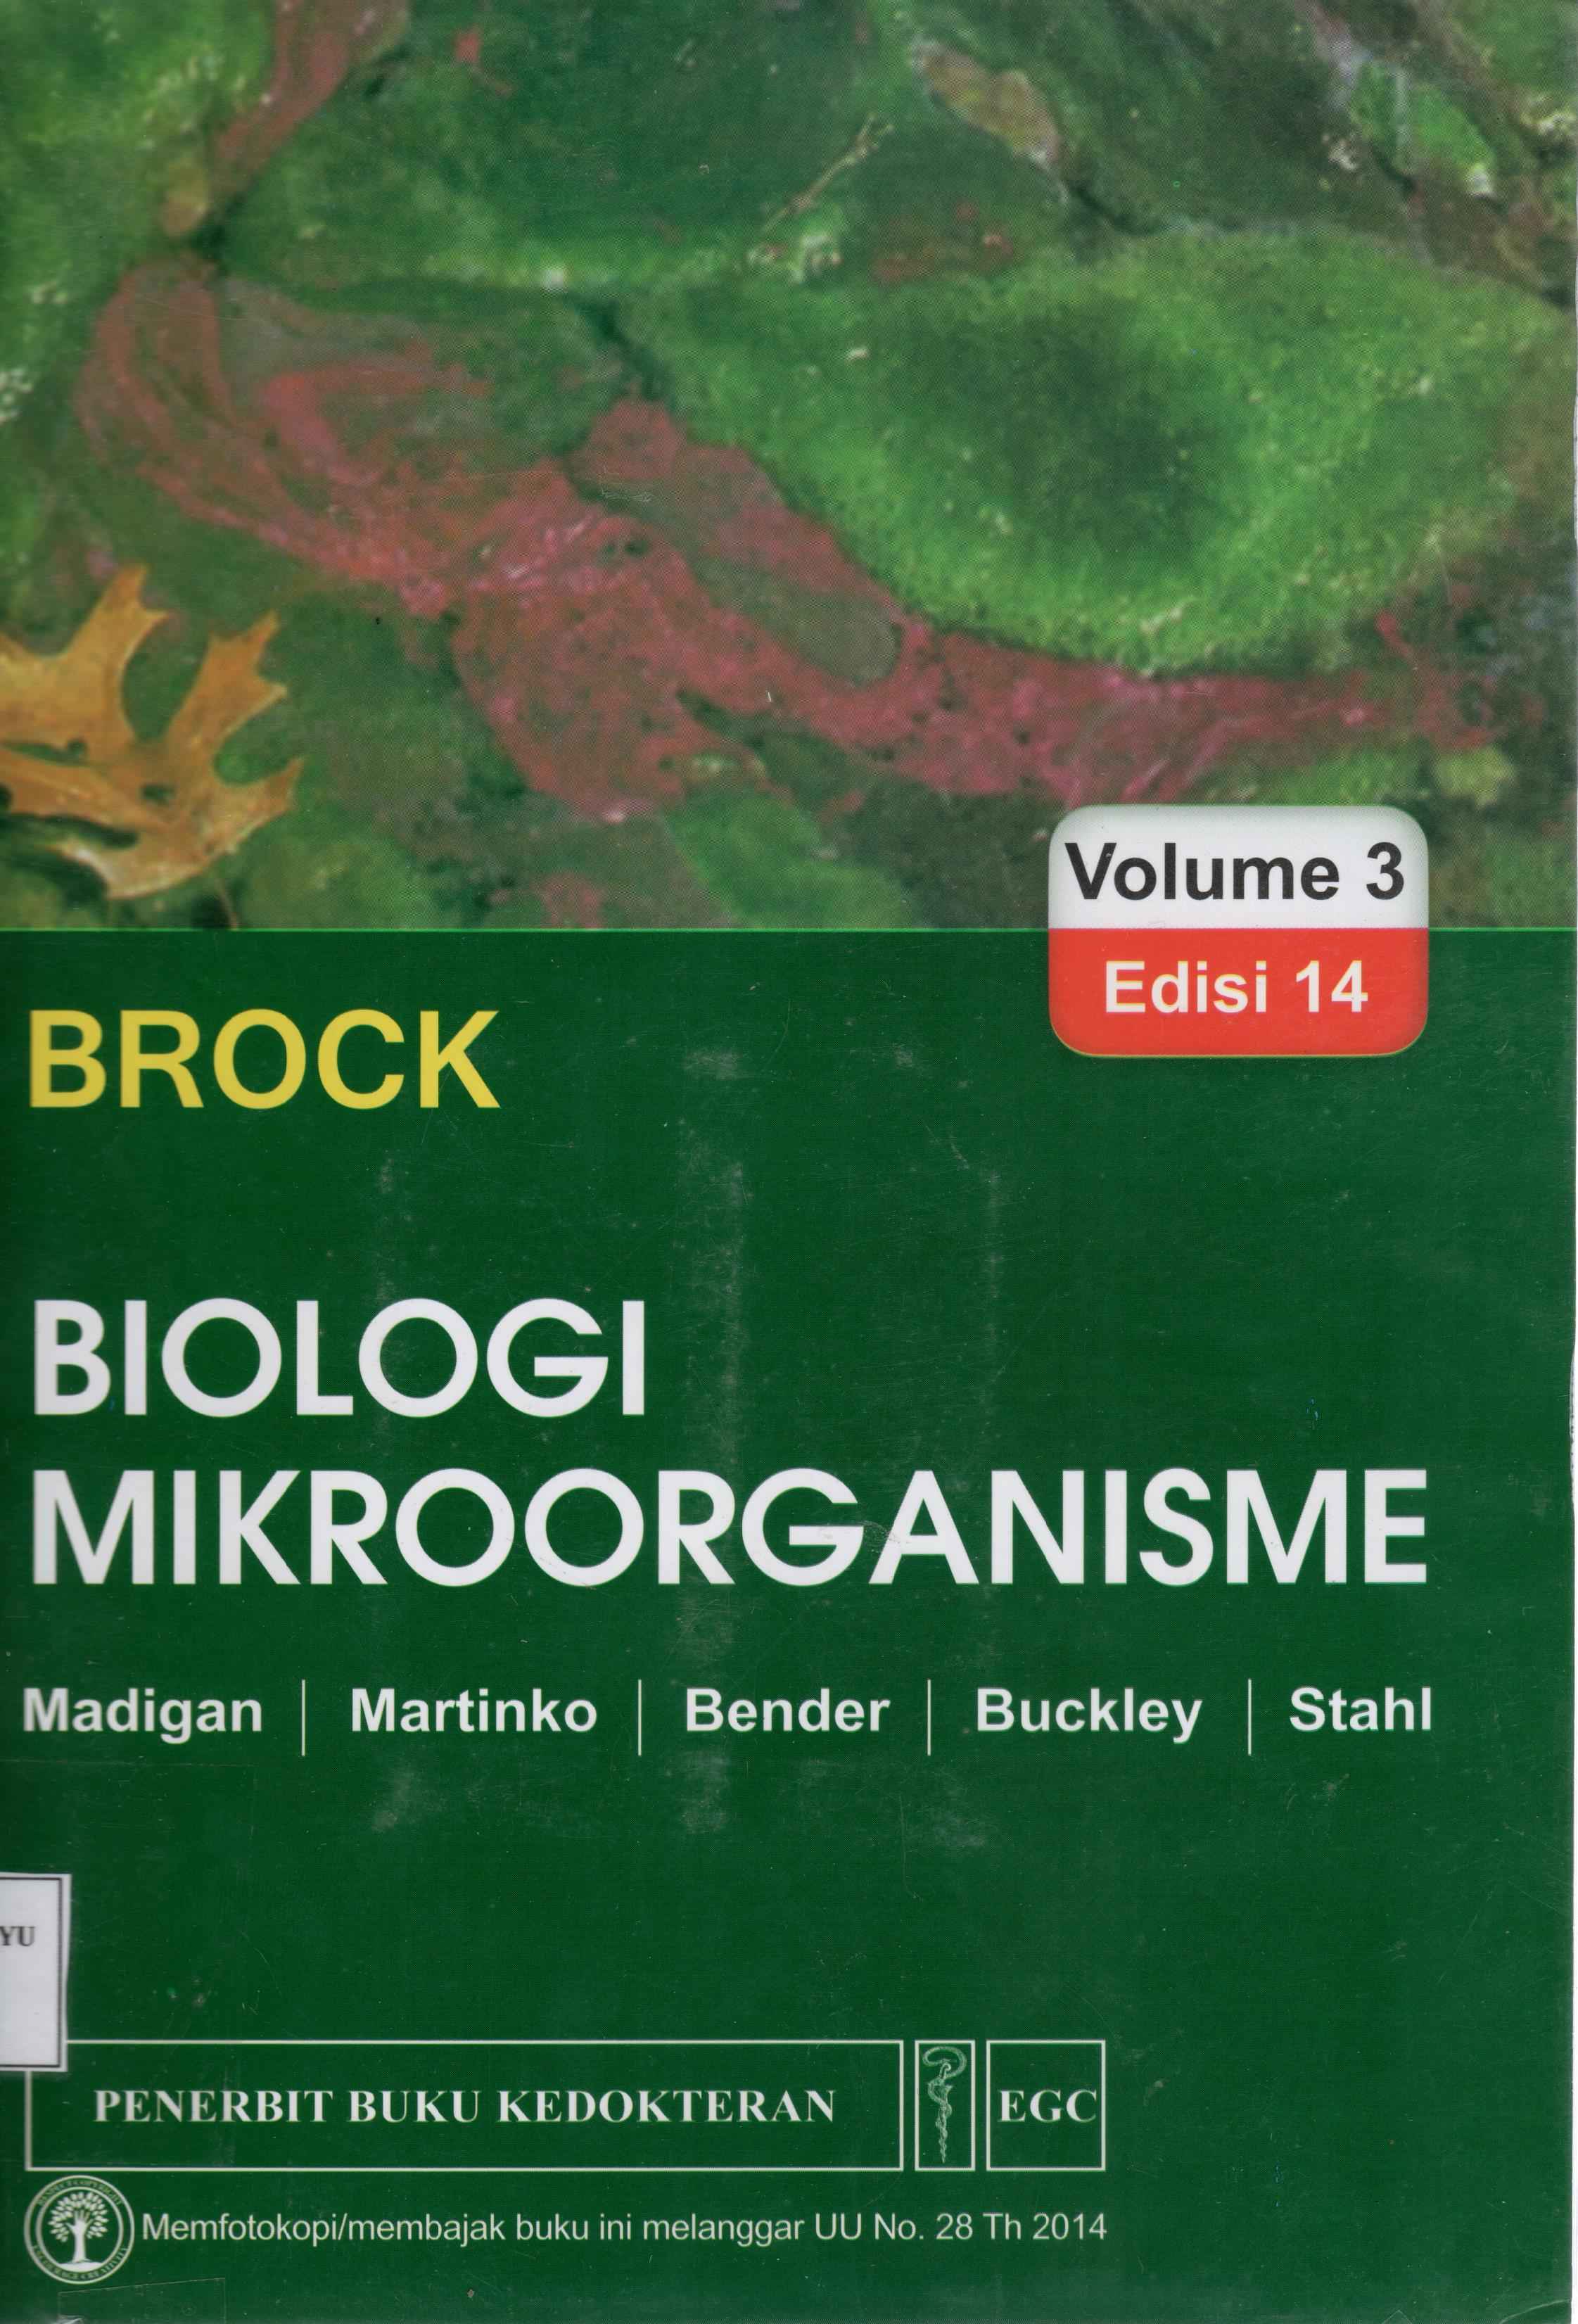 Volume 3
Edisi 14
BROCK
BIOLOGI
MIKROORGANISME
Madigan | Martinko | Bender | Buckley | Stahl
YU
PENERBIT BUKU KEDOKTERAN EGC
Memfotokopi/membajak buku ini melanggar UU No. 28 Th 2014